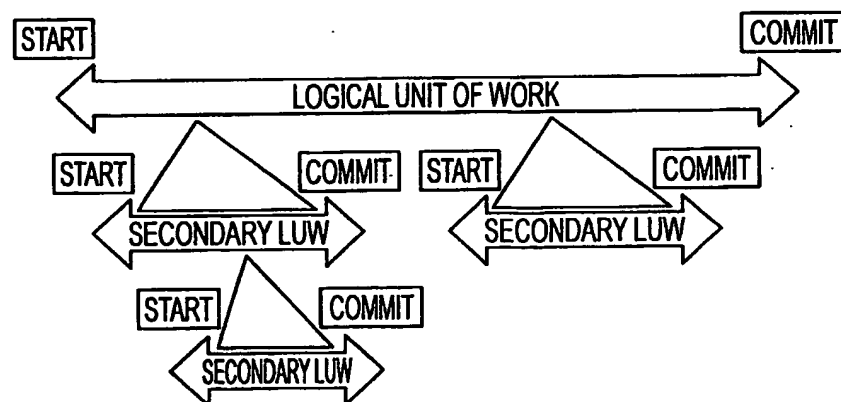 START
COMMIT
LOGICAL UNIT OF WORK
START
COMMIT
START
COMMIT
SECONDARY LUW
SECONDARY LUW
START
COMMIT
SECONDARY LUW